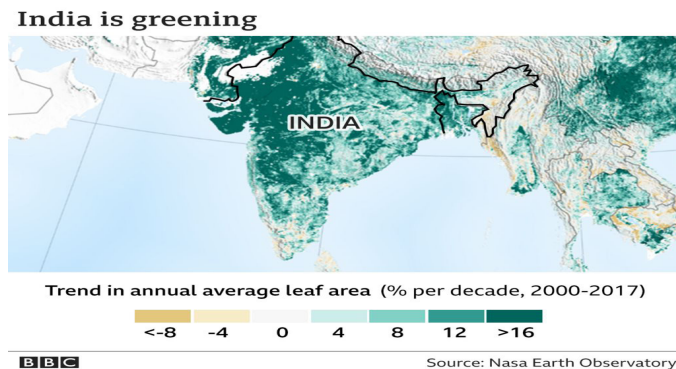 India is greening
INDIA
Trend in annual average leaf area (% per decade, 2000-2017)
<-8 -4 0 4 8 12 >16
BBC Source: Nasa Earth Observatory